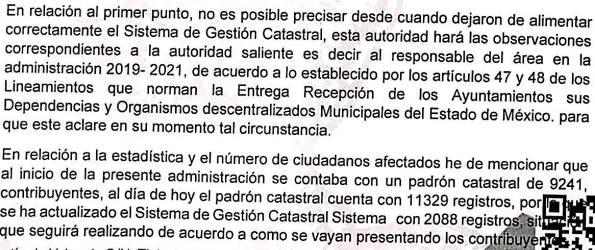 En relación al primer punto, no es posible precisar desde cuando dejaron de alimentar
correctamente el Sistema de Gestión Catastral, esta autoridad hará las observaciones
correspondientes a la autoridad saliente es decir al responsable del área en la
administración 2019- 2021, de acuerdo a lo establecido por los artículos 47 y 48 de los
Lineamientos que norman la Entrega Recepción de los Ayuntamientos sus
Dependencias y Organismos descentralizados Municipales del Estado de México. para
que este aclare en su momento tal circunstancia.
En relación a la estadística y el número de ciudadanos afectados he de mencionar que
al inicio de la presente administración se contaba con un padrón catastral de 9241,
contribuyentes, al día de hoy el padrón catastral cuenta con 11329 registros, por
se ha actualizado el Sistema de Gestión Catastral Sistema con 2088 registros,
que seguirá realizando de acuerdo a como se vayan presentando los contribuyentes